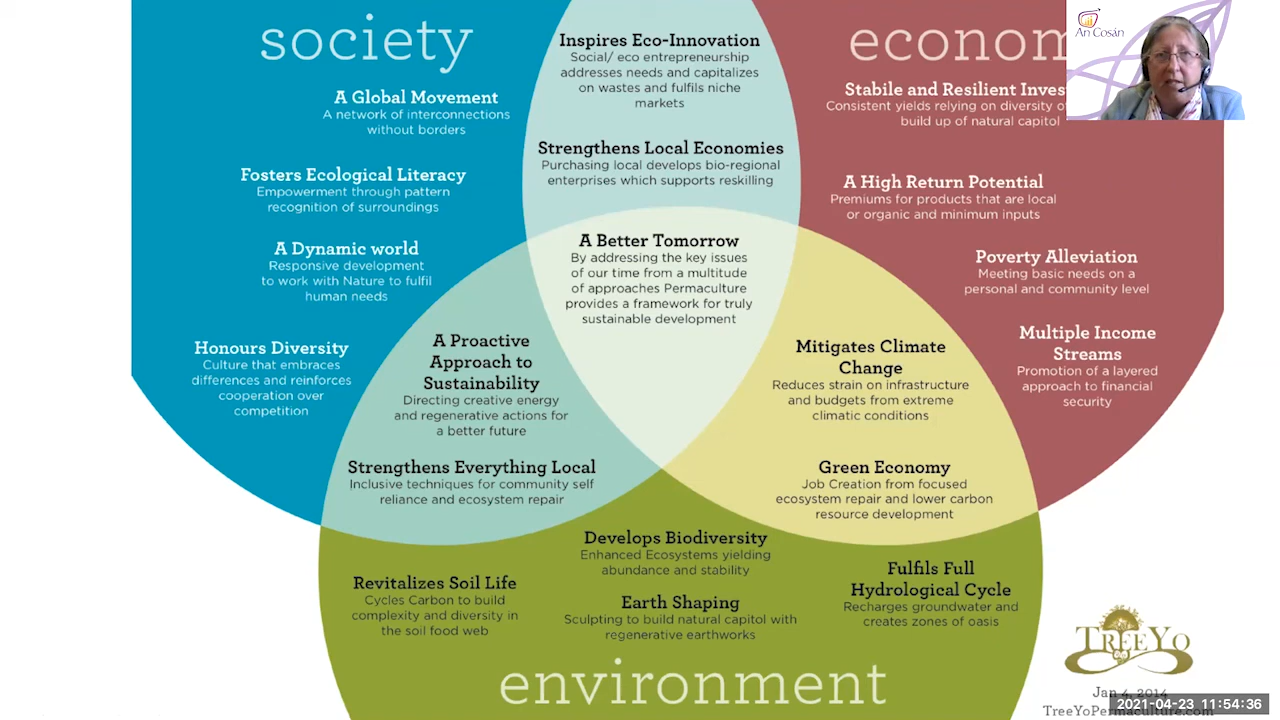 society
A Global Movement
A network of interconnections
without borders
Fosters Ecological Literacy
Empowerment through pattern
recognition of surroundings
A Dynamic world
Responsive development
to work with Nature to fulfil
human needs
Honours Diversity
Culture that embraces
differences and reinforces
cooperation over
competition
Inspires Eco-Innovation
Social/ eco entrepreneurship
addresses needs and capitalizes
on wastes and fulfils niche
markets
Strengthens Local Economies
Purchasing local develops bio-regional
enterprises which supports reskilling
A Better Tomorrow
By addressing the key issues
of our time from a multitude
of approaches Permaculture
provides a framework for truly
sustainable development
econom
An Cosán
Stabile and Resilient Invest
Consistent yields relying on diversity of
build up of natural capitol
A High Return Potential
Premiums for products that are local
or organic and minimum inputs
Poverty Alleviation
Meeting basic needs on a
personal and community level
Multiple Income
Streams
Promotion of a layered
approach to financial
security
A Proactive
Approach to
Sustainability
Directing creative energy
and regenerative actions for
a better future
Strengthens Everything Local
Inclusive techniques for community self
reliance and ecosystem repair
Mitigates Climate
Change
Reduces strain on infrastructure
and budgets from extreme
climatic conditions
Green Economy
Job Creation from focused
ecosystem repair and lower carbon
resource development
Revitalizes Soil Life
Cycles Carbon to build
complexity and diversity in
the soil food web
Develops Biodiversity
Enhanced Ecosystems yielding
abundance and stability
Earth Shaping
Sculpting to build natural capitol with
regenerative earthworks
Fulfils Full
Hydrological Cycle
Recharges groundwater and
creates zones of oasis
environment
TREEYO
Jan 4, 2014
2021-04-23 11:54:36
TreeYoPermaculture.com